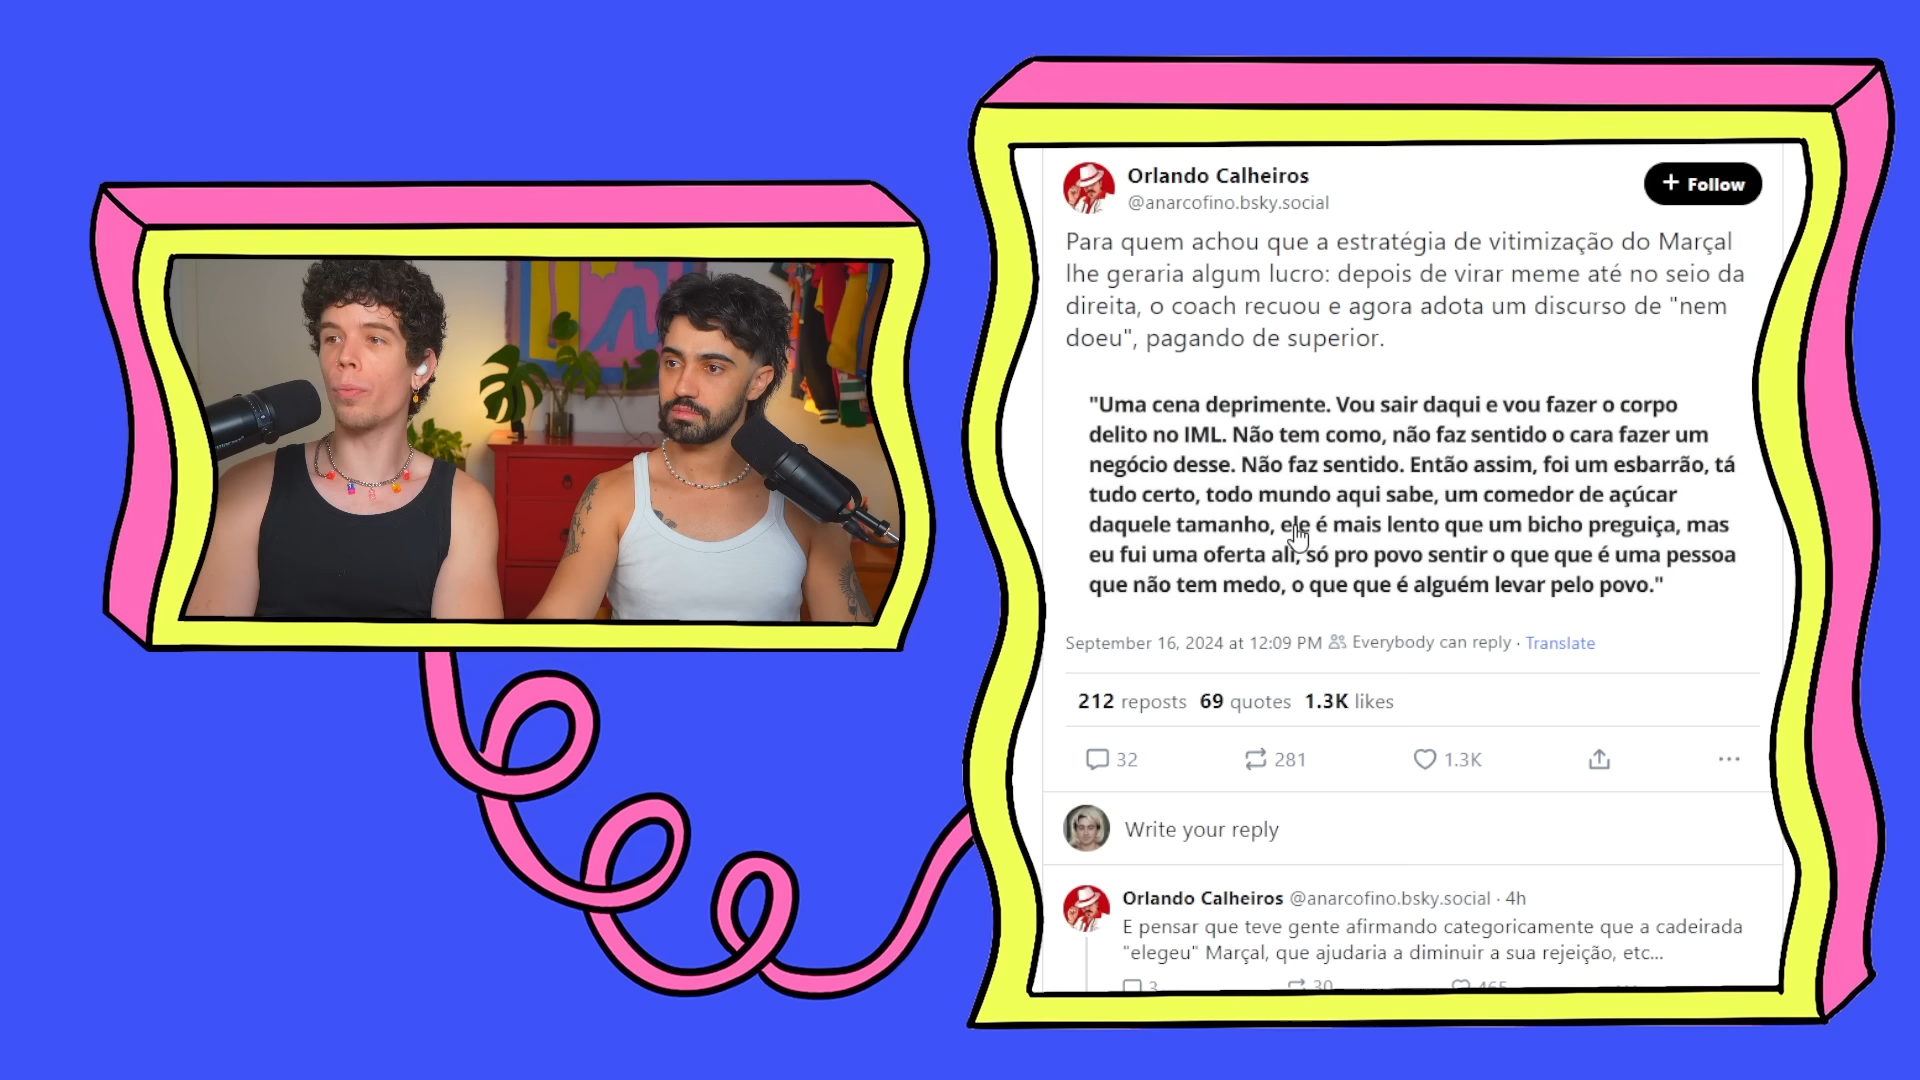 Orlando Calheiros
@anarcofino.bsky.social
+ Follow
Para quem achou que a estratégia de vitimização do Marçal
lhe geraria algum lucro: depois de virar meme até no seio da
direita, o coach recuou e agora adota um discurso de "nem
doeu", pagando de superior.
"Uma cena deprimente. Vou sair daqui e vou fazer o corpo
delito no IML. Não tem como, não faz sentido o cara fazer um
negócio desse. Não faz sentido. Então assim, foi um esbarrão, tá
tudo certo, todo mundo aqui sabe, um comedor de açúcar
daquele tamanho, ele é mais lento que um bicho preguiça, mas
eu fui uma oferta ali, só pro povo sentir o que que é uma pessoa
que não tem medo, o que que é alguém levar pelo povo."
September 16, 2024 at 12:09 PM Everybody can reply · Translate
212 reposts 69 quotes 1.3K likes
32 281 1.3K
Write your reply
Orlando Calheiros @anarcofino.bsky.social · 4h
E pensar que teve gente afirmando categoricamente que a cadeirada
"elegeu" Marçal, que ajudaria a diminuir a sua rejeição, etc...
3 30 465